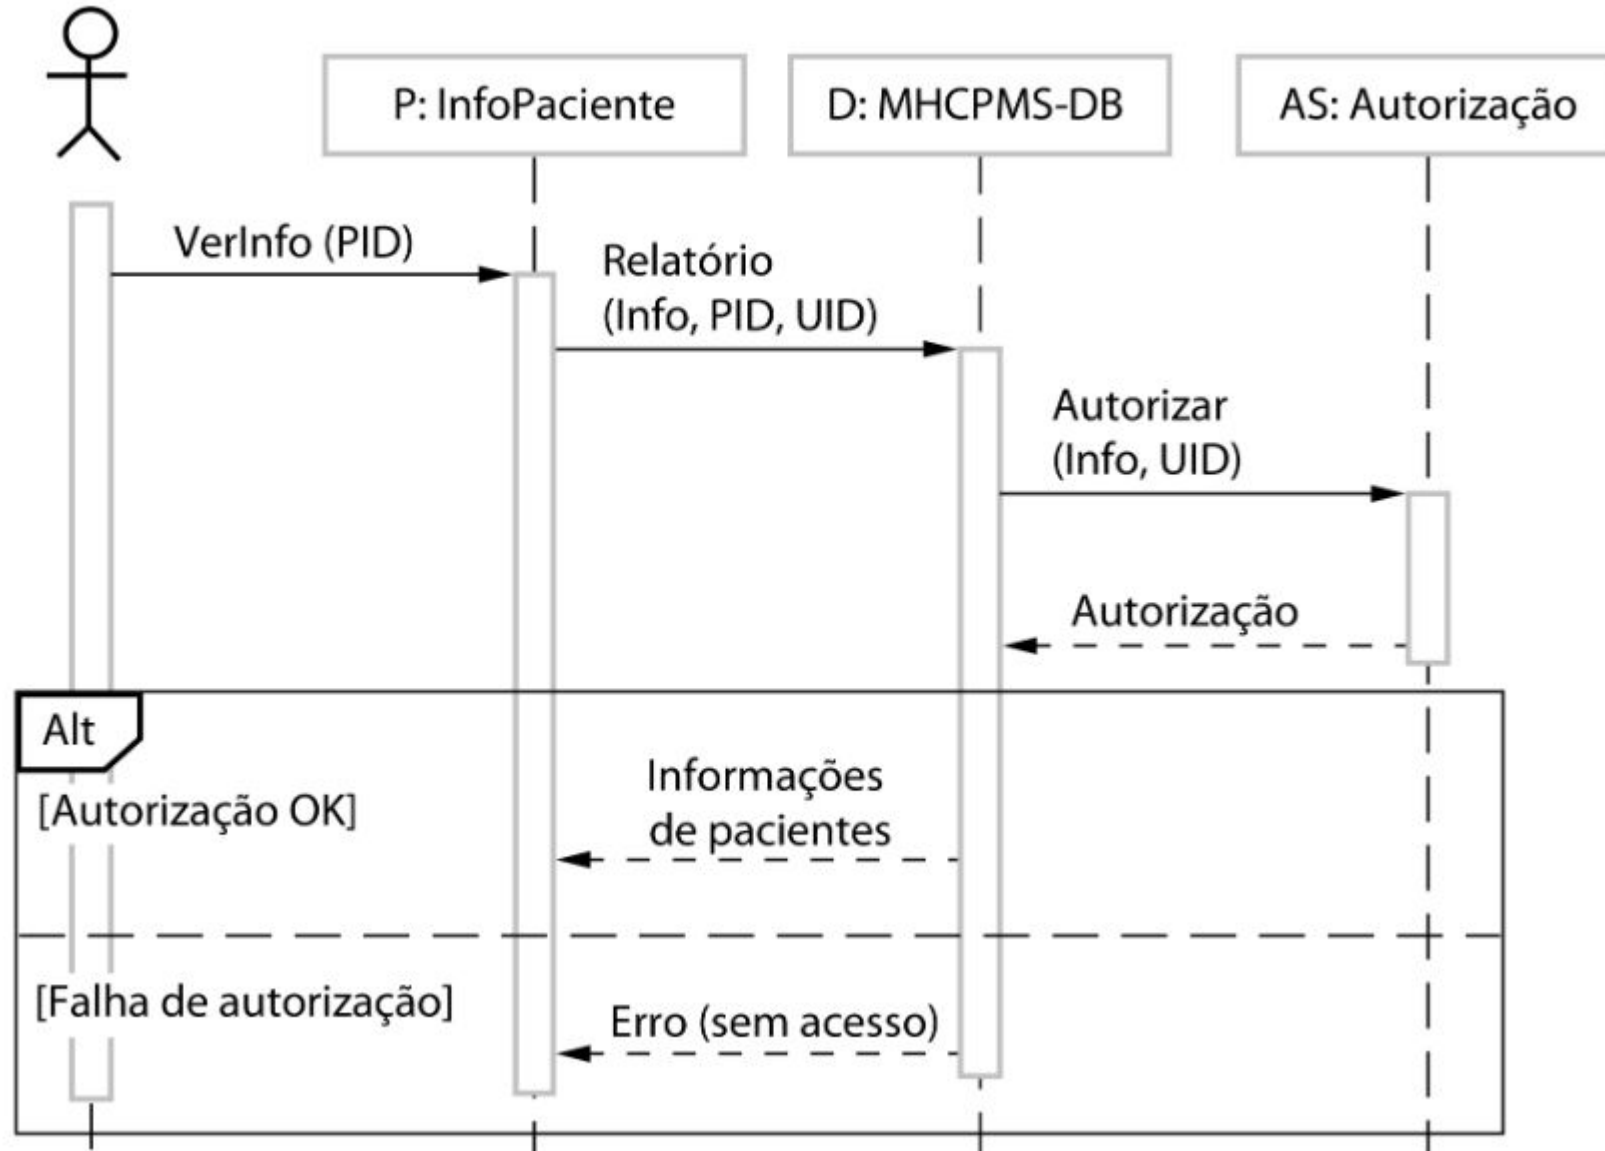 P: InfoPaciente
D: MHCPMS-DB
AS: Autorização
VerInfo (PID)
Relatório
(Info, PID, UID)
Autorizar
(Info, UID)
Autorização
Alt
[Autorização OK]
Informações
de pacientes
[Falha de autorização]
Erro (sem acesso)